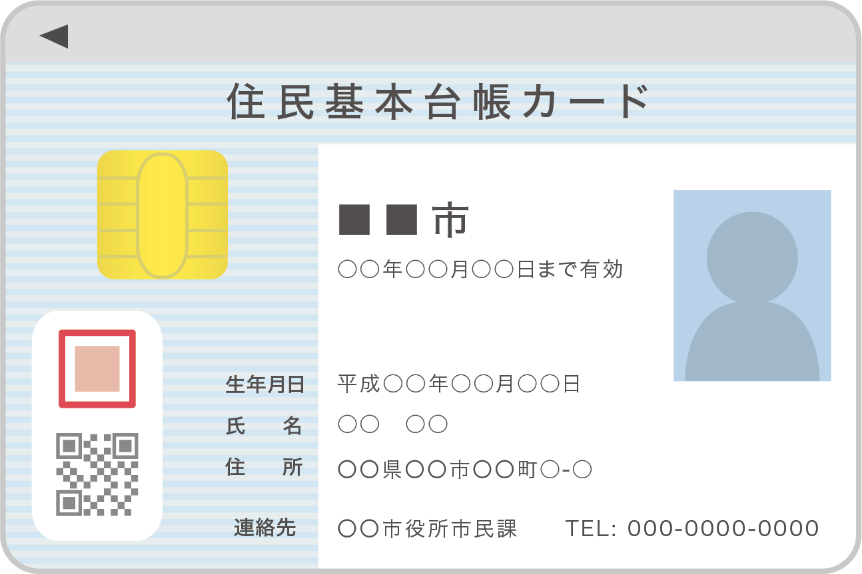 住民基本台帳カード
■■市
○○年○○月○○日まで有効
生年月日 平成○○年○○月○○日
氏 名 ○○ ○○
住 所 ○○県○○市○○町○-○
連絡先 ○○市役所市民課 TEL: 000-0000-0000